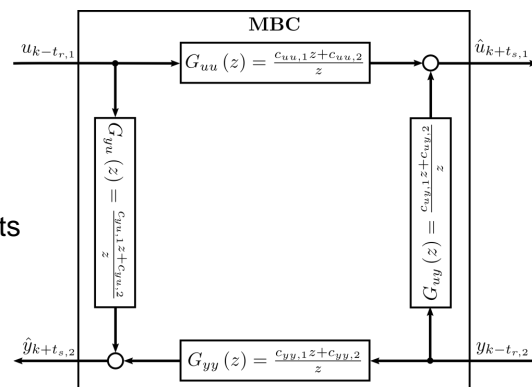 MBC
u_{k-t_{r,1}}
G_{uu}(z) = \frac{c_{uu,1}z+c_{uu,2}}{z}
\hat{u}_{k+t_{s,1}}
G_{yu}(z) = \frac{c_{yu,1}z+c_{yu,2}}{z}
G_{uy}(z) = \frac{c_{uy,1}z+c_{uy,2}}{z}
ts
\hat{y}_{k+t_{s,2}}
G_{yy}(z) = \frac{c_{yy,1}z+c_{yy,2}}{z}
y_{k-t_{r,2}}